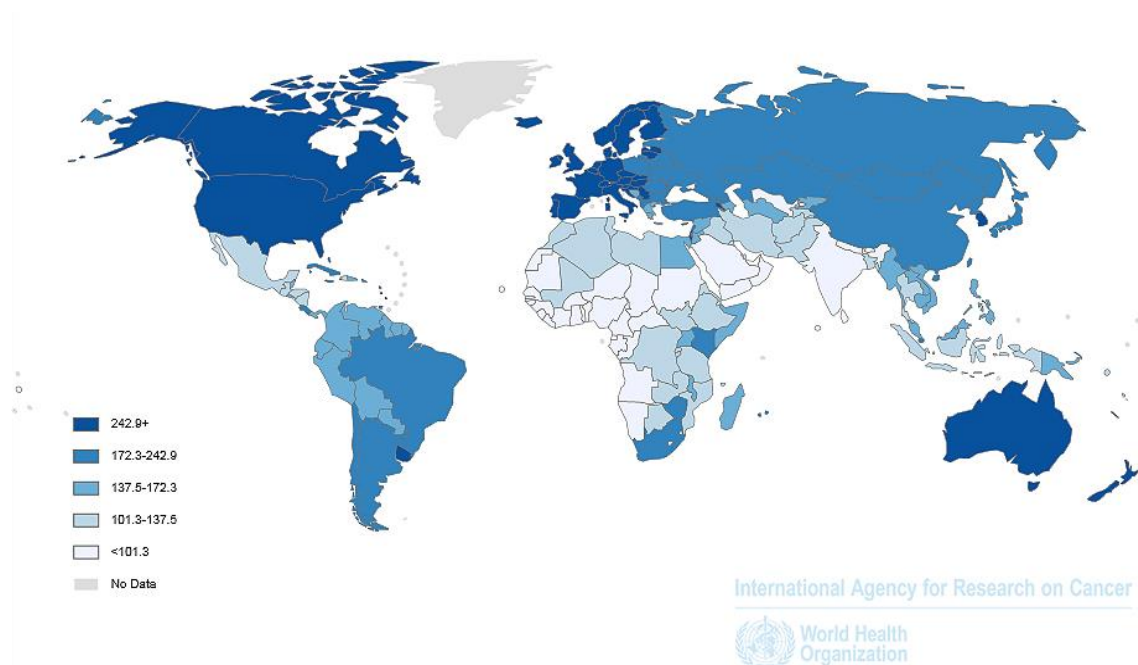 242.9+
172.3-242.9
137.5-172.3
101.3-137.5
<101.3
No Data
International Agency for Research on Cancer
World Health
Organization